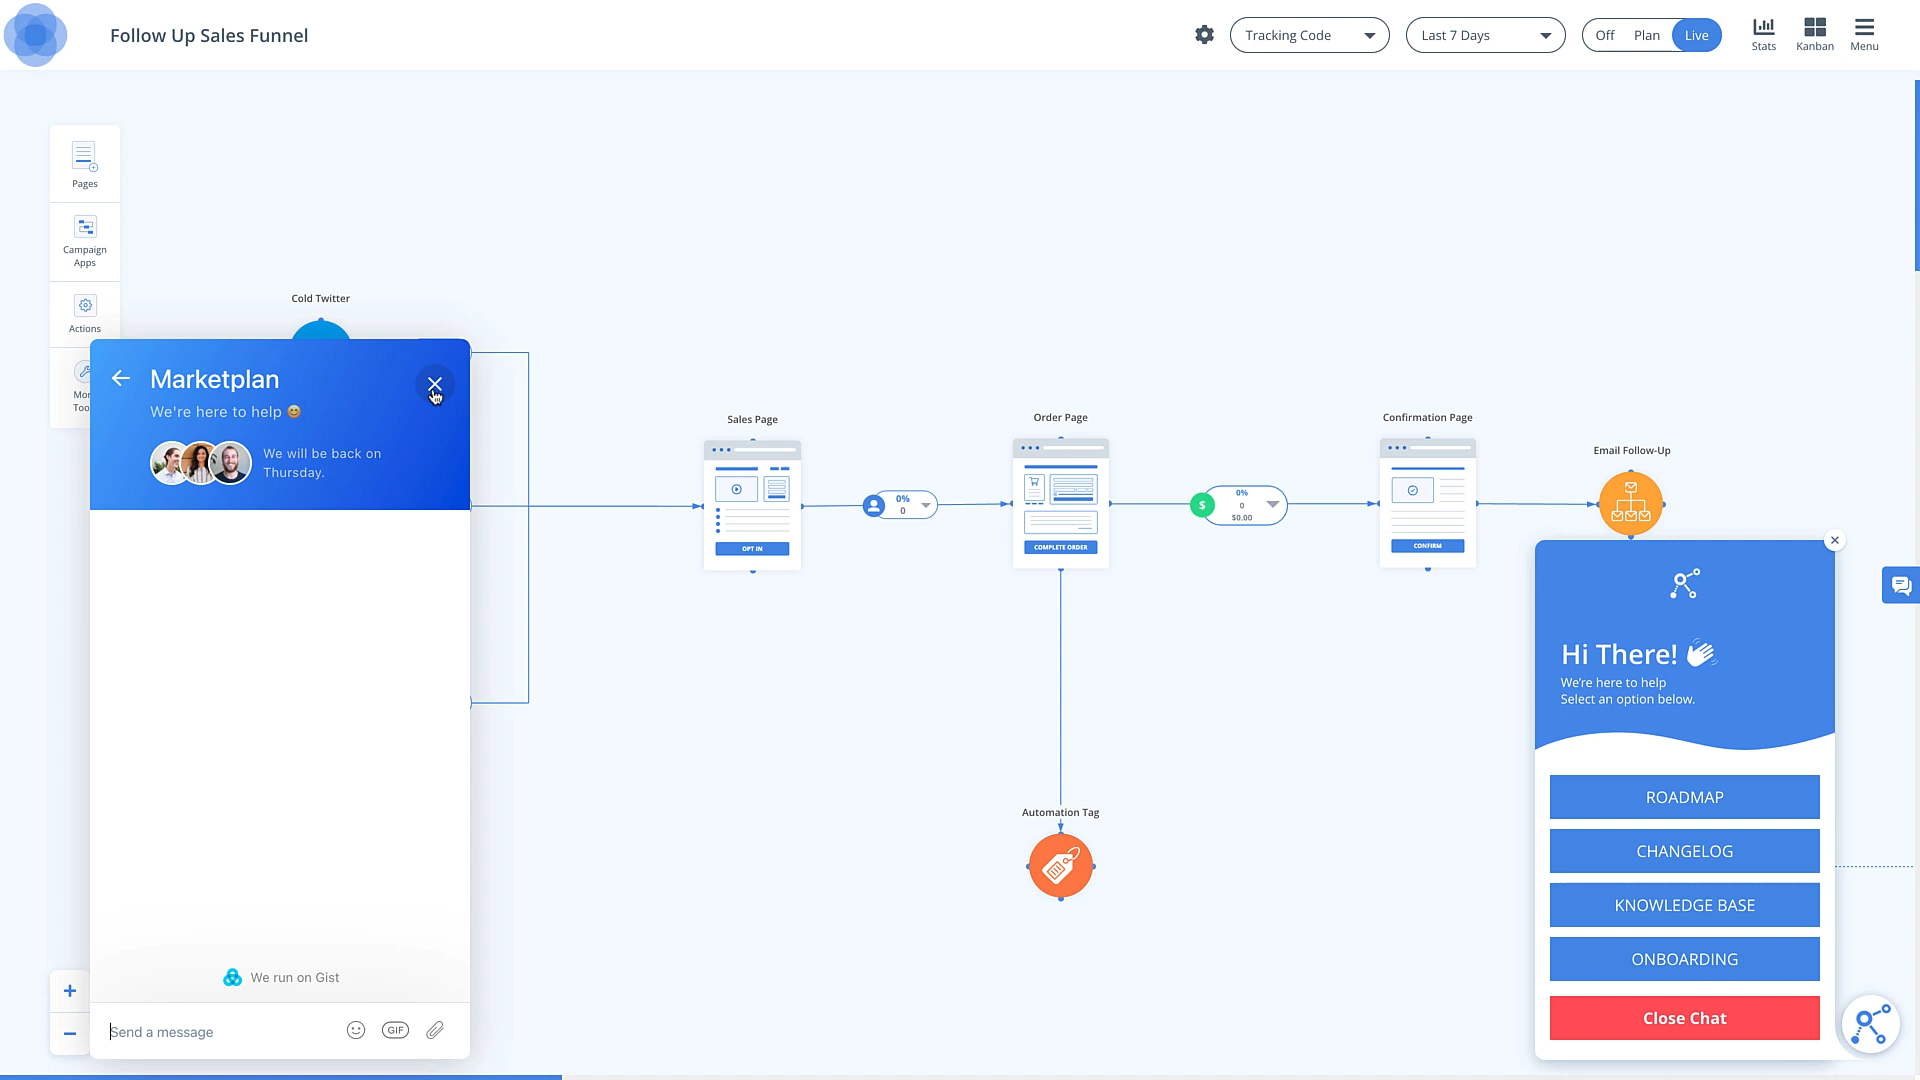 Follow Up Sales Funnel
Tracking Code
Last 7 Days
Off
Plan
Live
Stats
Kanban
Menu
Pages
Campaign
Apps
Actions
Cold Twitter
Marketplan
We're here to help
We will be back on
Thursday.
We run on Gist
Send a message
GIF
Sales Page
OPT IN
0%
0
Order Page
COMPLETE ORDER
$
0%
0
$0.00
Confirmation Page
CONFIRM
Email Follow-Up
Automation Tag
Hi There!
We're here to help
Select an option below.
ROADMAP
CHANGELOG
KNOWLEDGE BASE
ONBOARDING
Close Chat